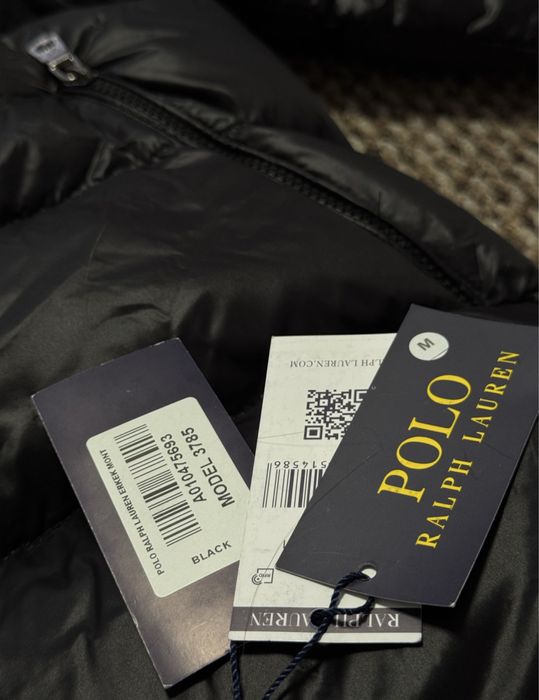 POLO RALPH LAUREN ERKEK MONT
A010475693
MODEL 3785
BLACK
RALPH LAUREN.COM
514586
RALPH LAUREN
M
POLO
RALPH LAUREN